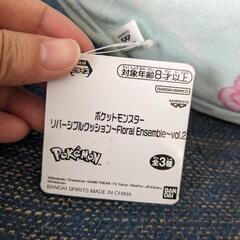 対象年齢8才以上
BANDAI NAMCO
BANPRESTO
ポケットモンスター
リバーシブルクッション~Floral Ensemble~vol.2
POKÉMON
全3種
BANDAI SPIRITS MADE IN CHINA
BANDAI